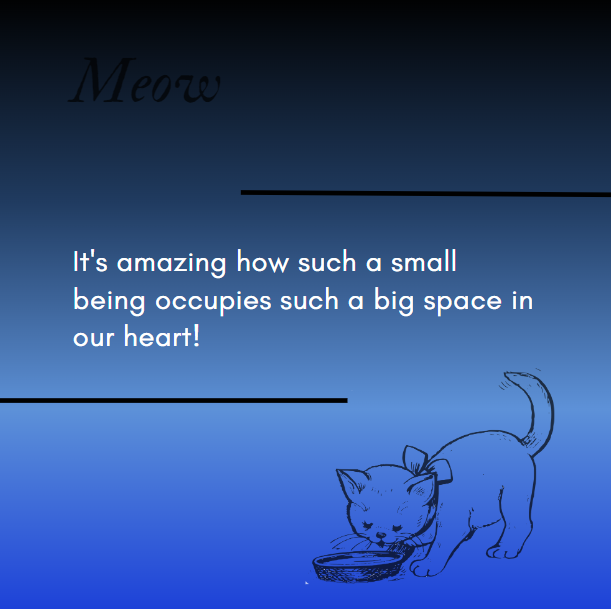 Meow
It's amazing how such a small
being occupies such a big space in
our heart!